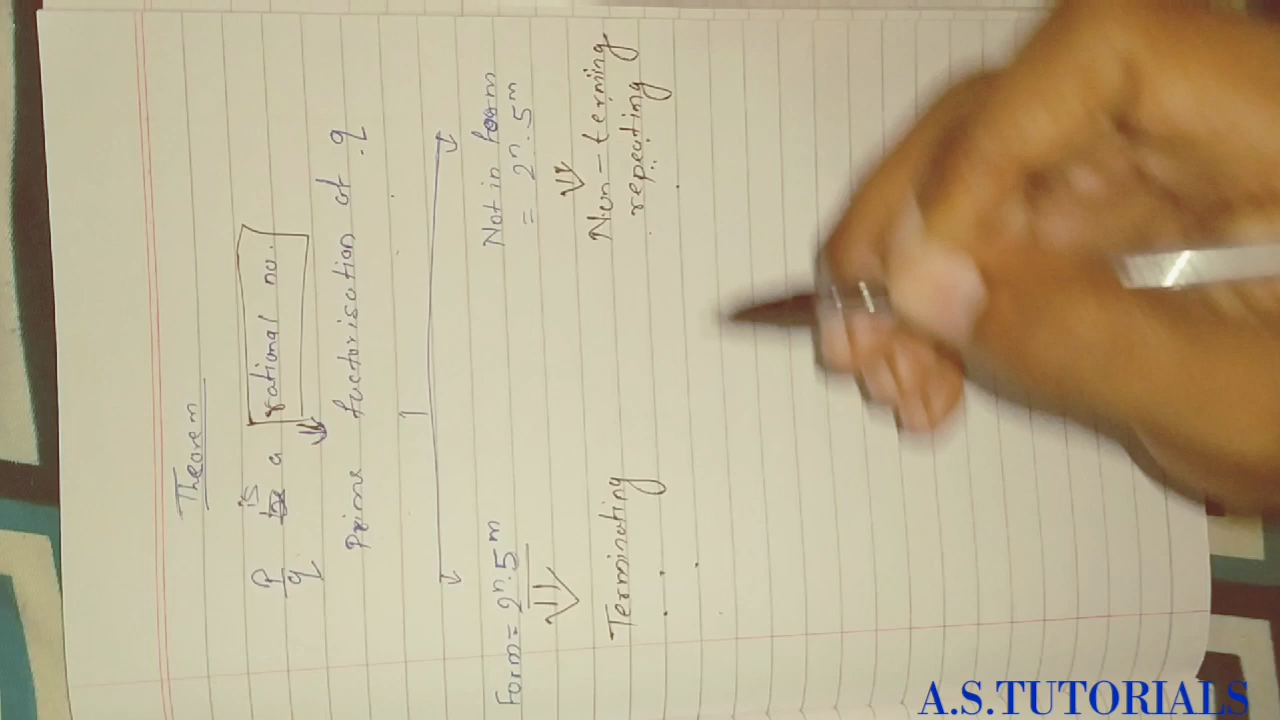 Theorem
p/q is a rational no.
Prime factorisation of q
Form = 2ⁿ.5ᵐ
Not in form
= 2ⁿ.5ᵐ
Terminating
Non-terming
repeating
A.S.TUTORIALS